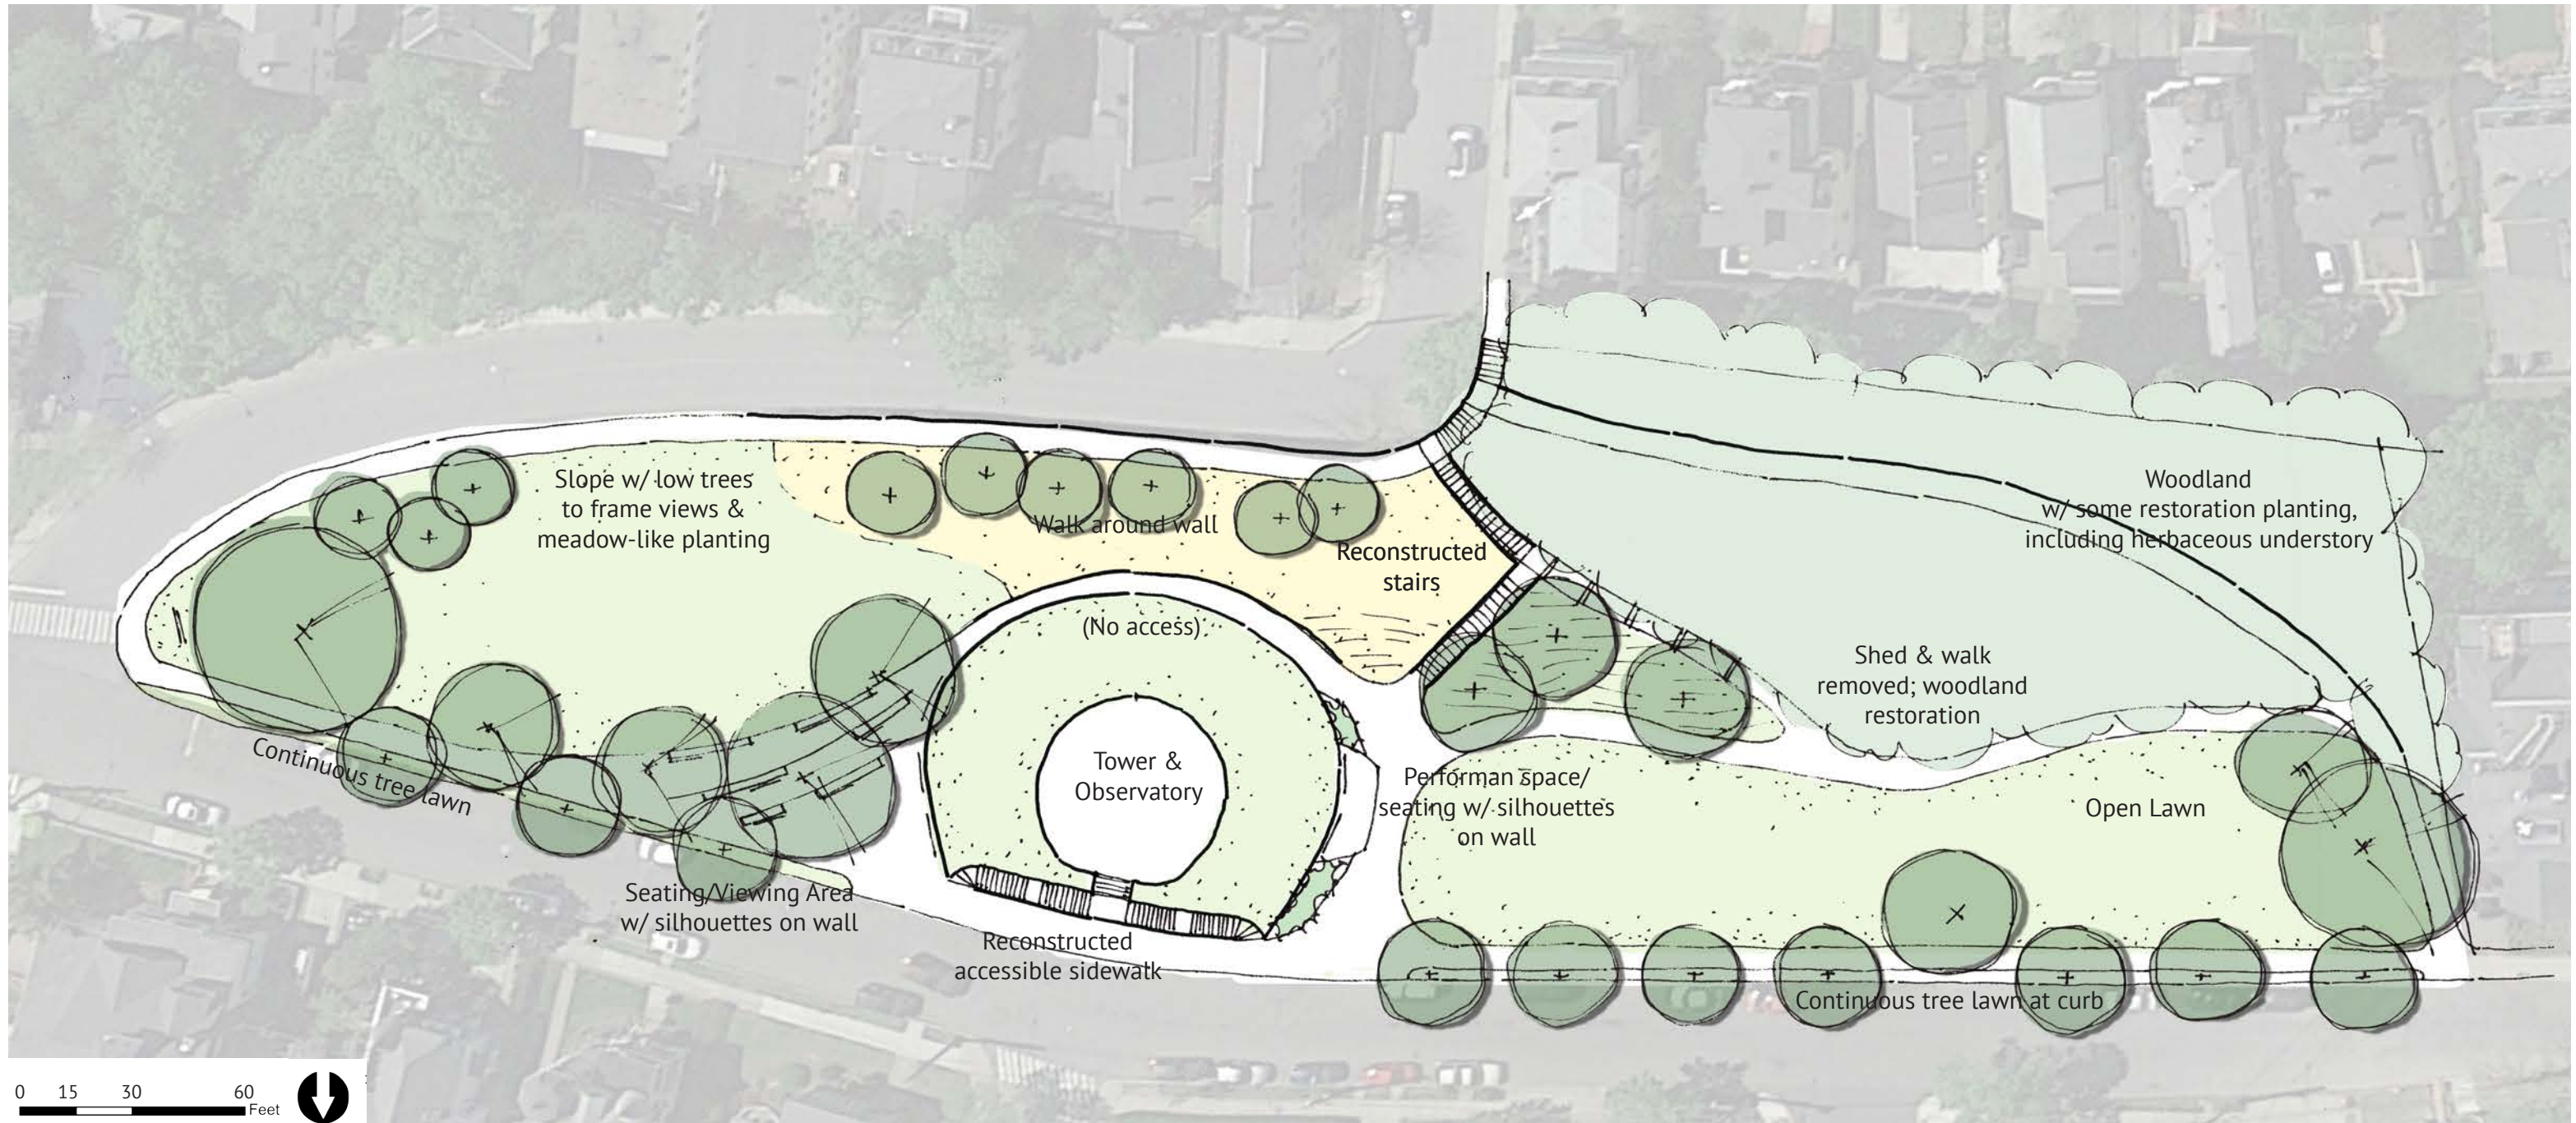 Slope w/ low trees
to frame views &
meadow-like planting
Walk around wall
Reconstructed
stairs
Woodland
w/ some restoration planting,
including herbaceous understory
(No access)
Shed & walk
removed; woodland
restoration
Continuous tree lawn
Tower &
Observatory
Performan space/
seating w/ silhouettes
on wall
Open Lawn
Seating/Viewing Area
w/ silhouettes on wall
Reconstructed
accessible sidewalk
Continuous tree lawn at curb
0 15 30 60
Feet